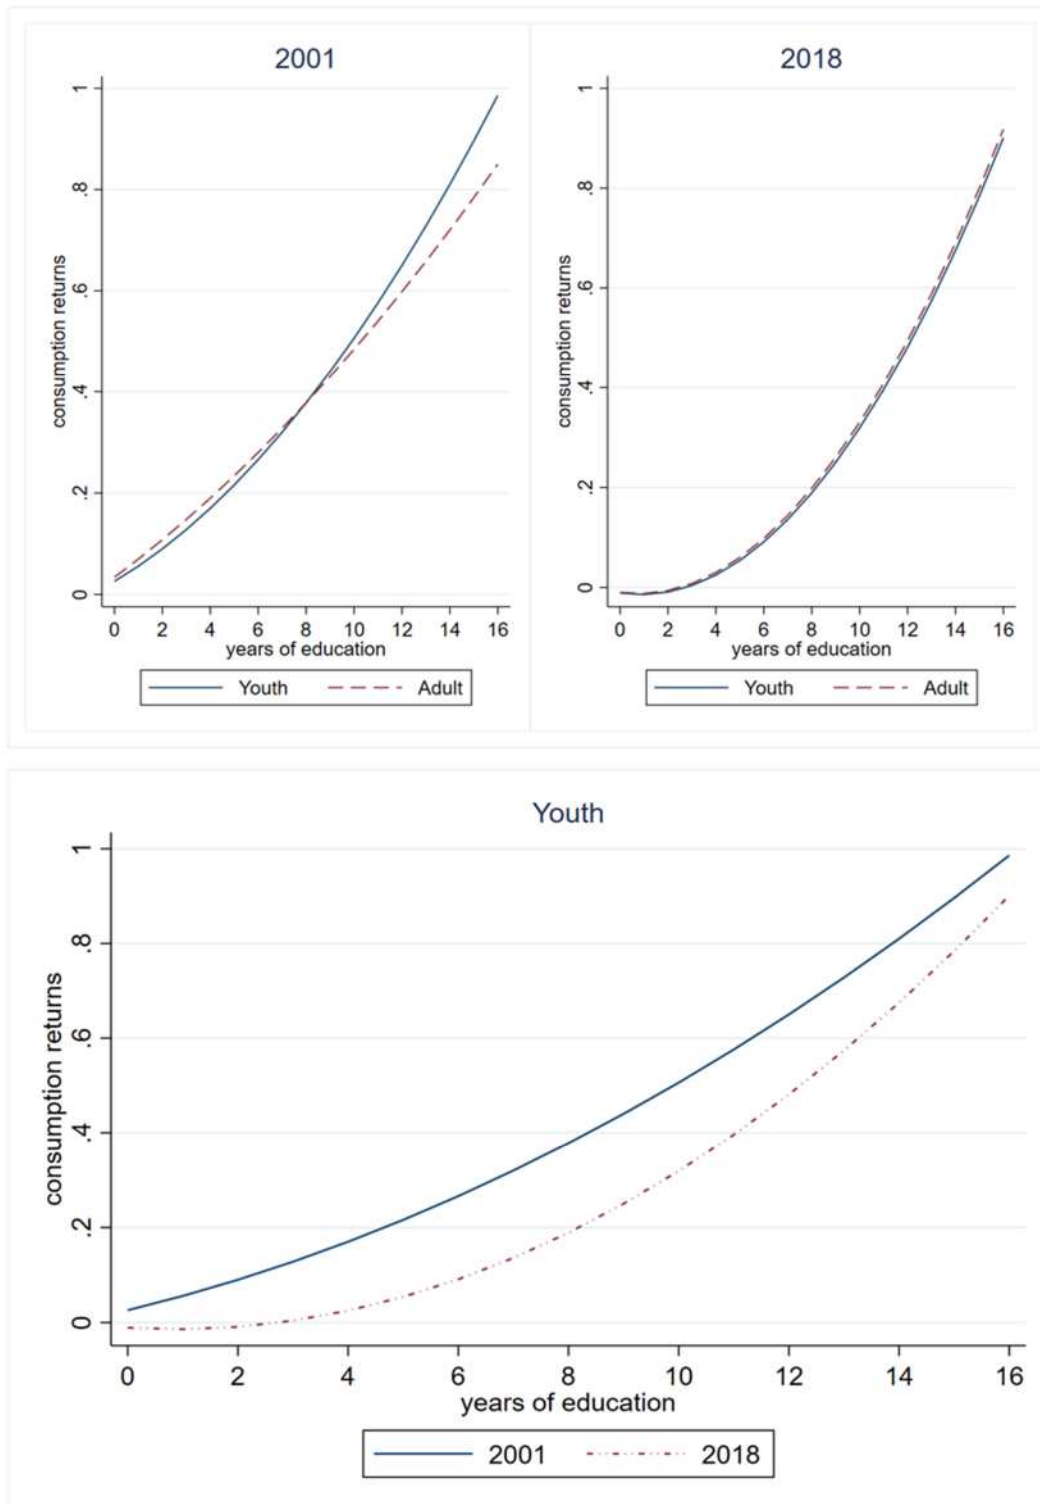 2001
consumption returns
1
.8
.6
.4
.2
0
0 2 4 6 8 10 12 14 16
years of education
Youth Adult
2018
consumption returns
1
.8
.6
.4
.2
0
0 2 4 6 8 10 12 14 16
years of education
Youth Adult
Youth
consumption returns
1
.8
.6
.4
.2
0
0 2 4 6 8 10 12 14 16
years of education
2001 2018